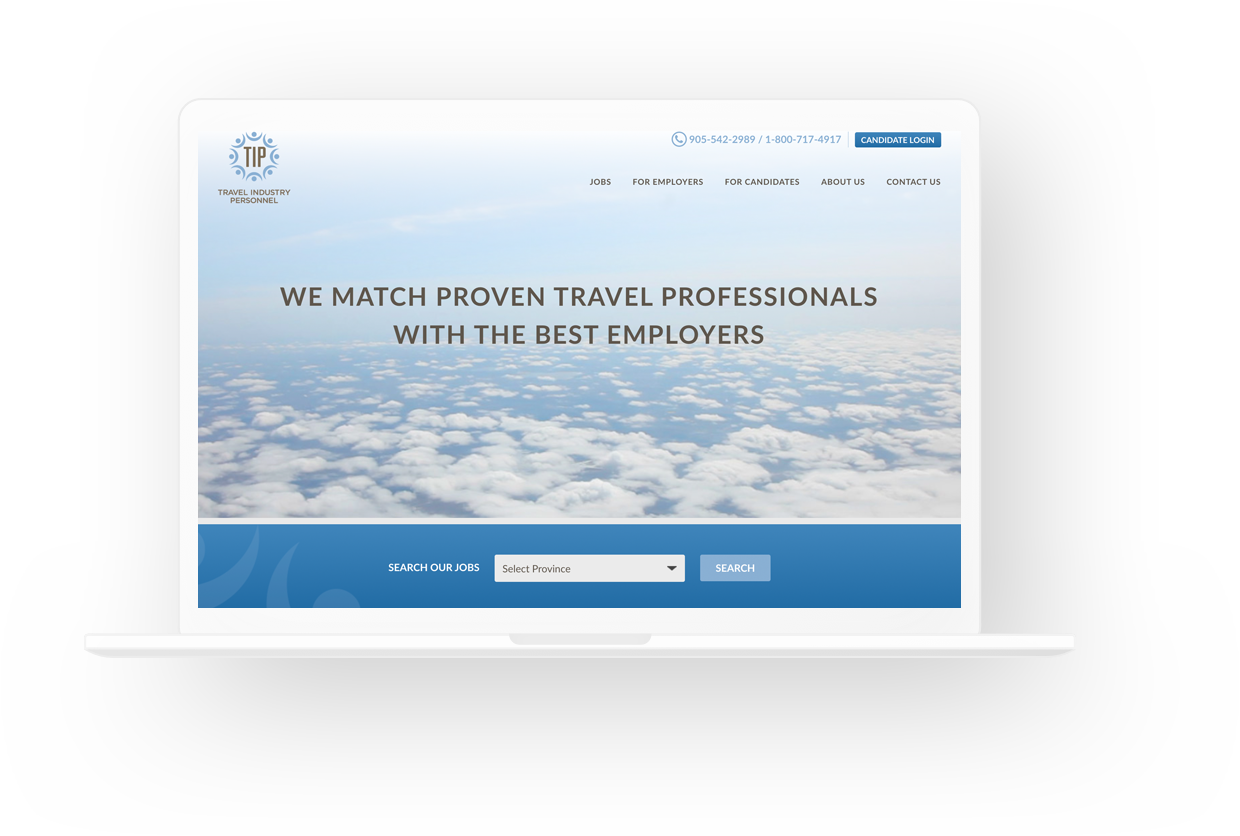 TIP
TRAVEL INDUSTRY
PERSONNEL
905-542-2989 / 1-800-717-4917
CANDIDATE LOGIN
JOBS FOR EMPLOYERS FOR CANDIDATES ABOUT US CONTACT US
WE MATCH PROVEN TRAVEL PROFESSIONALS
WITH THE BEST EMPLOYERS
SEARCH OUR JOBS Select Province SEARCH